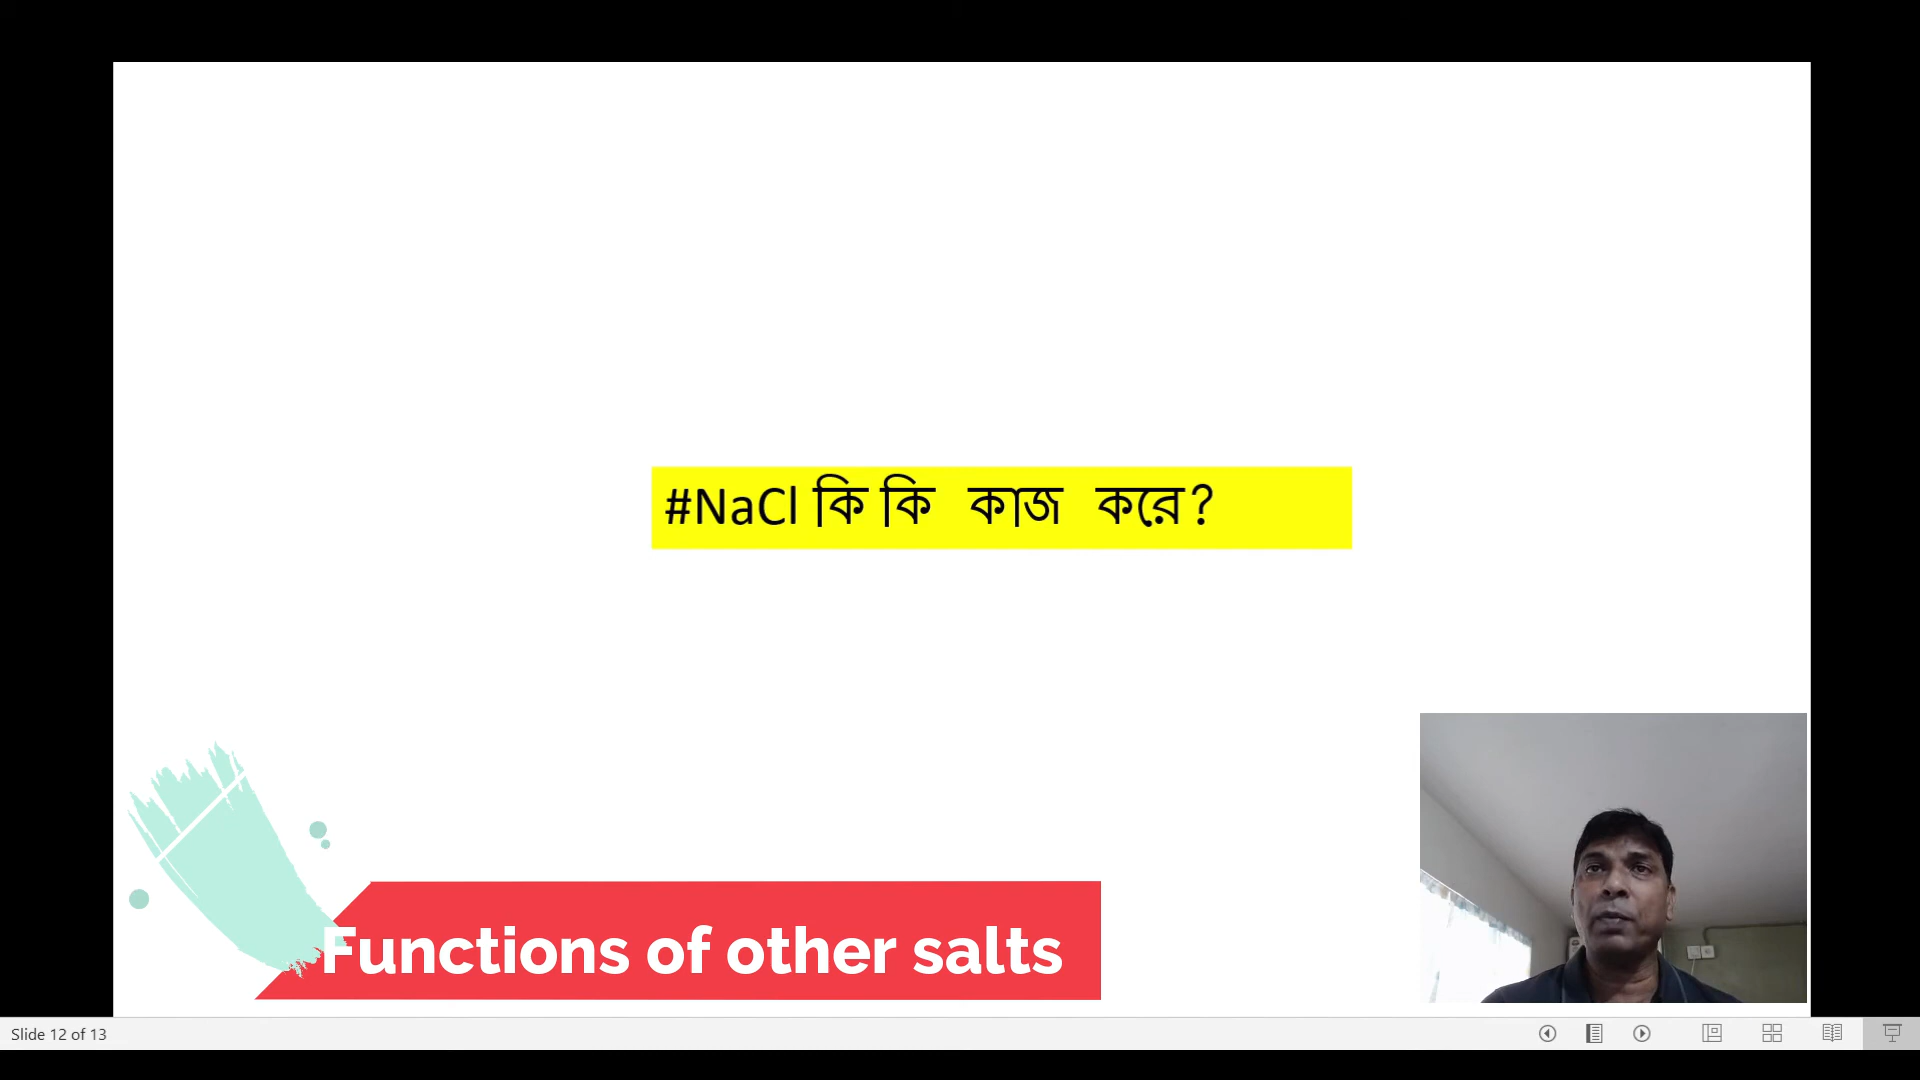 #NaCl কি কি কাজ করে?
Functions of other salts
Slide 12 of 13